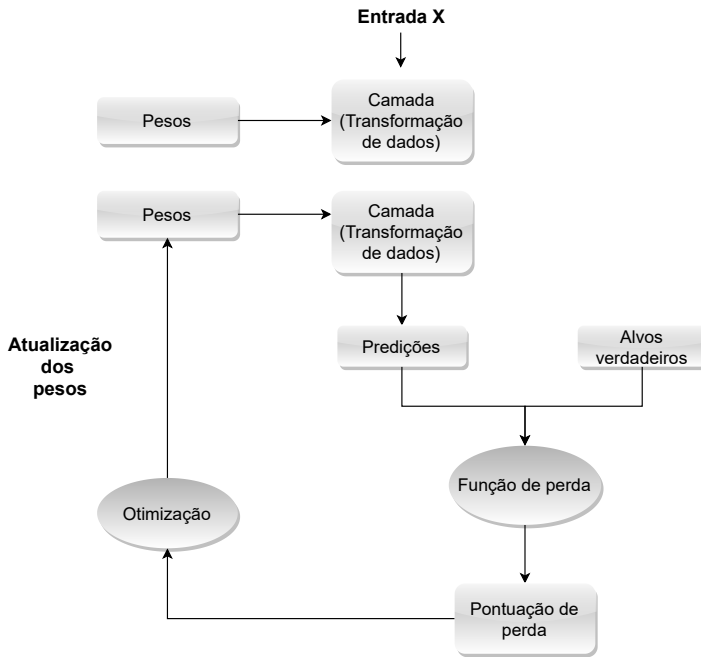 Entrada X
Pesos
Camada
(Transformação
de dados)
Pesos
Camada
(Transformação
de dados)
Atualização
dos
pesos
Predições
Alvos
verdadeiros
Função de perda
Otimização
Pontuação de
perda